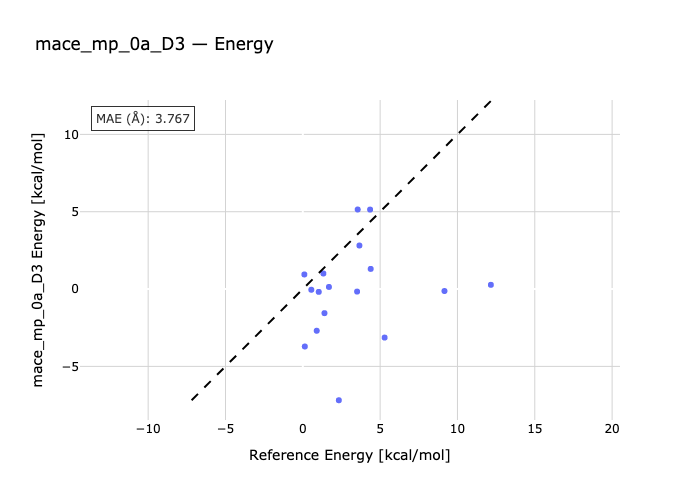 mace_mp_0a_D3 — Energy
MAE (Å): 3.767
10
5
0
−5
mace_mp_0a_D3 Energy [kcal/mol]
−10
−5
0
5
10
15
20
Reference Energy [kcal/mol]